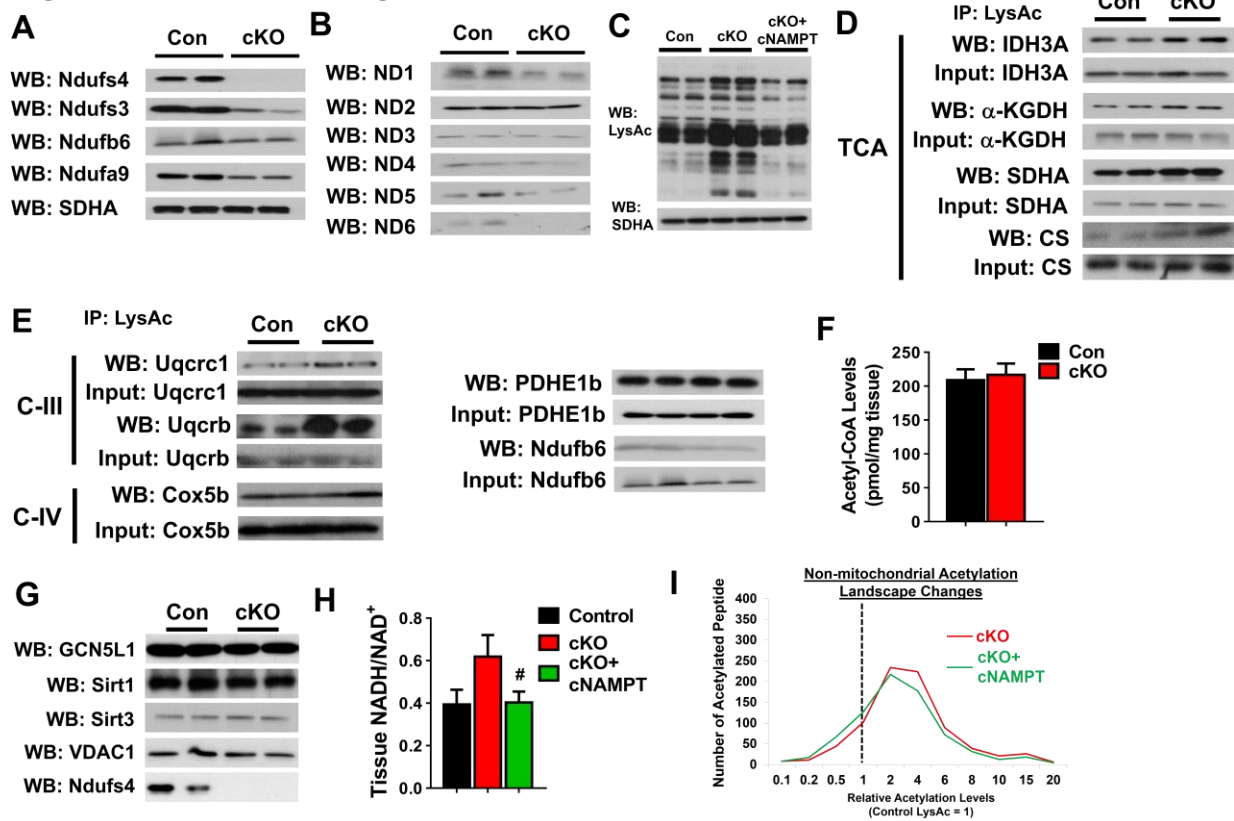 A
Con cKO
WB: Ndufs4
WB: Ndufs3
WB: Ndufb6
WB: Ndufa9
WB: SDHA
B
Con cKO
WB: ND1
WB: ND2
WB: ND3
WB: ND4
WB: ND5
WB: ND6
C
Con cKO cKO+
cNAMPT
WB:
LysAc
WB:
SDHA
D
IP: LysAc
Con cKO
TCA
WB: IDH3A
Input: IDH3A
WB: α-KGDH
Input: α-KGDH
WB: SDHA
Input: SDHA
WB: CS
Input: CS
E
IP: LysAc
Con cKO
C-III
WB: Uqcrc1
Input: Uqcrc1
WB: Uqcrb
Input: Uqcrb
C-IV
WB: Cox5b
Input: Cox5b
WB: PDHE1b
Input: PDHE1b
WB: Ndufb6
Input: Ndufb6
F
Acetyl-CoA Levels
(pmol/mg tissue)
250
200
150
100
50
0
Con
cKO
G
Con cKO
WB: GCN5L1
WB: Sirt1
WB: Sirt3
WB: VDAC1
WB: Ndufs4
H
Tissue NADH/NAD+
0.8
0.6
0.4
0.2
0.0
#
Control
cKO
cKO+
cNAMPT
I
Non-mitochondrial Acetylation
Landscape Changes
Number of Acetylated Peptide
400
350
300
250
200
150
100
50
0
cKO
cKO+
cNAMPT
0.1 0.2 0.5 1 2 4 6 8 10 15 20
Relative Acetylation Levels
(Control LysAc = 1)